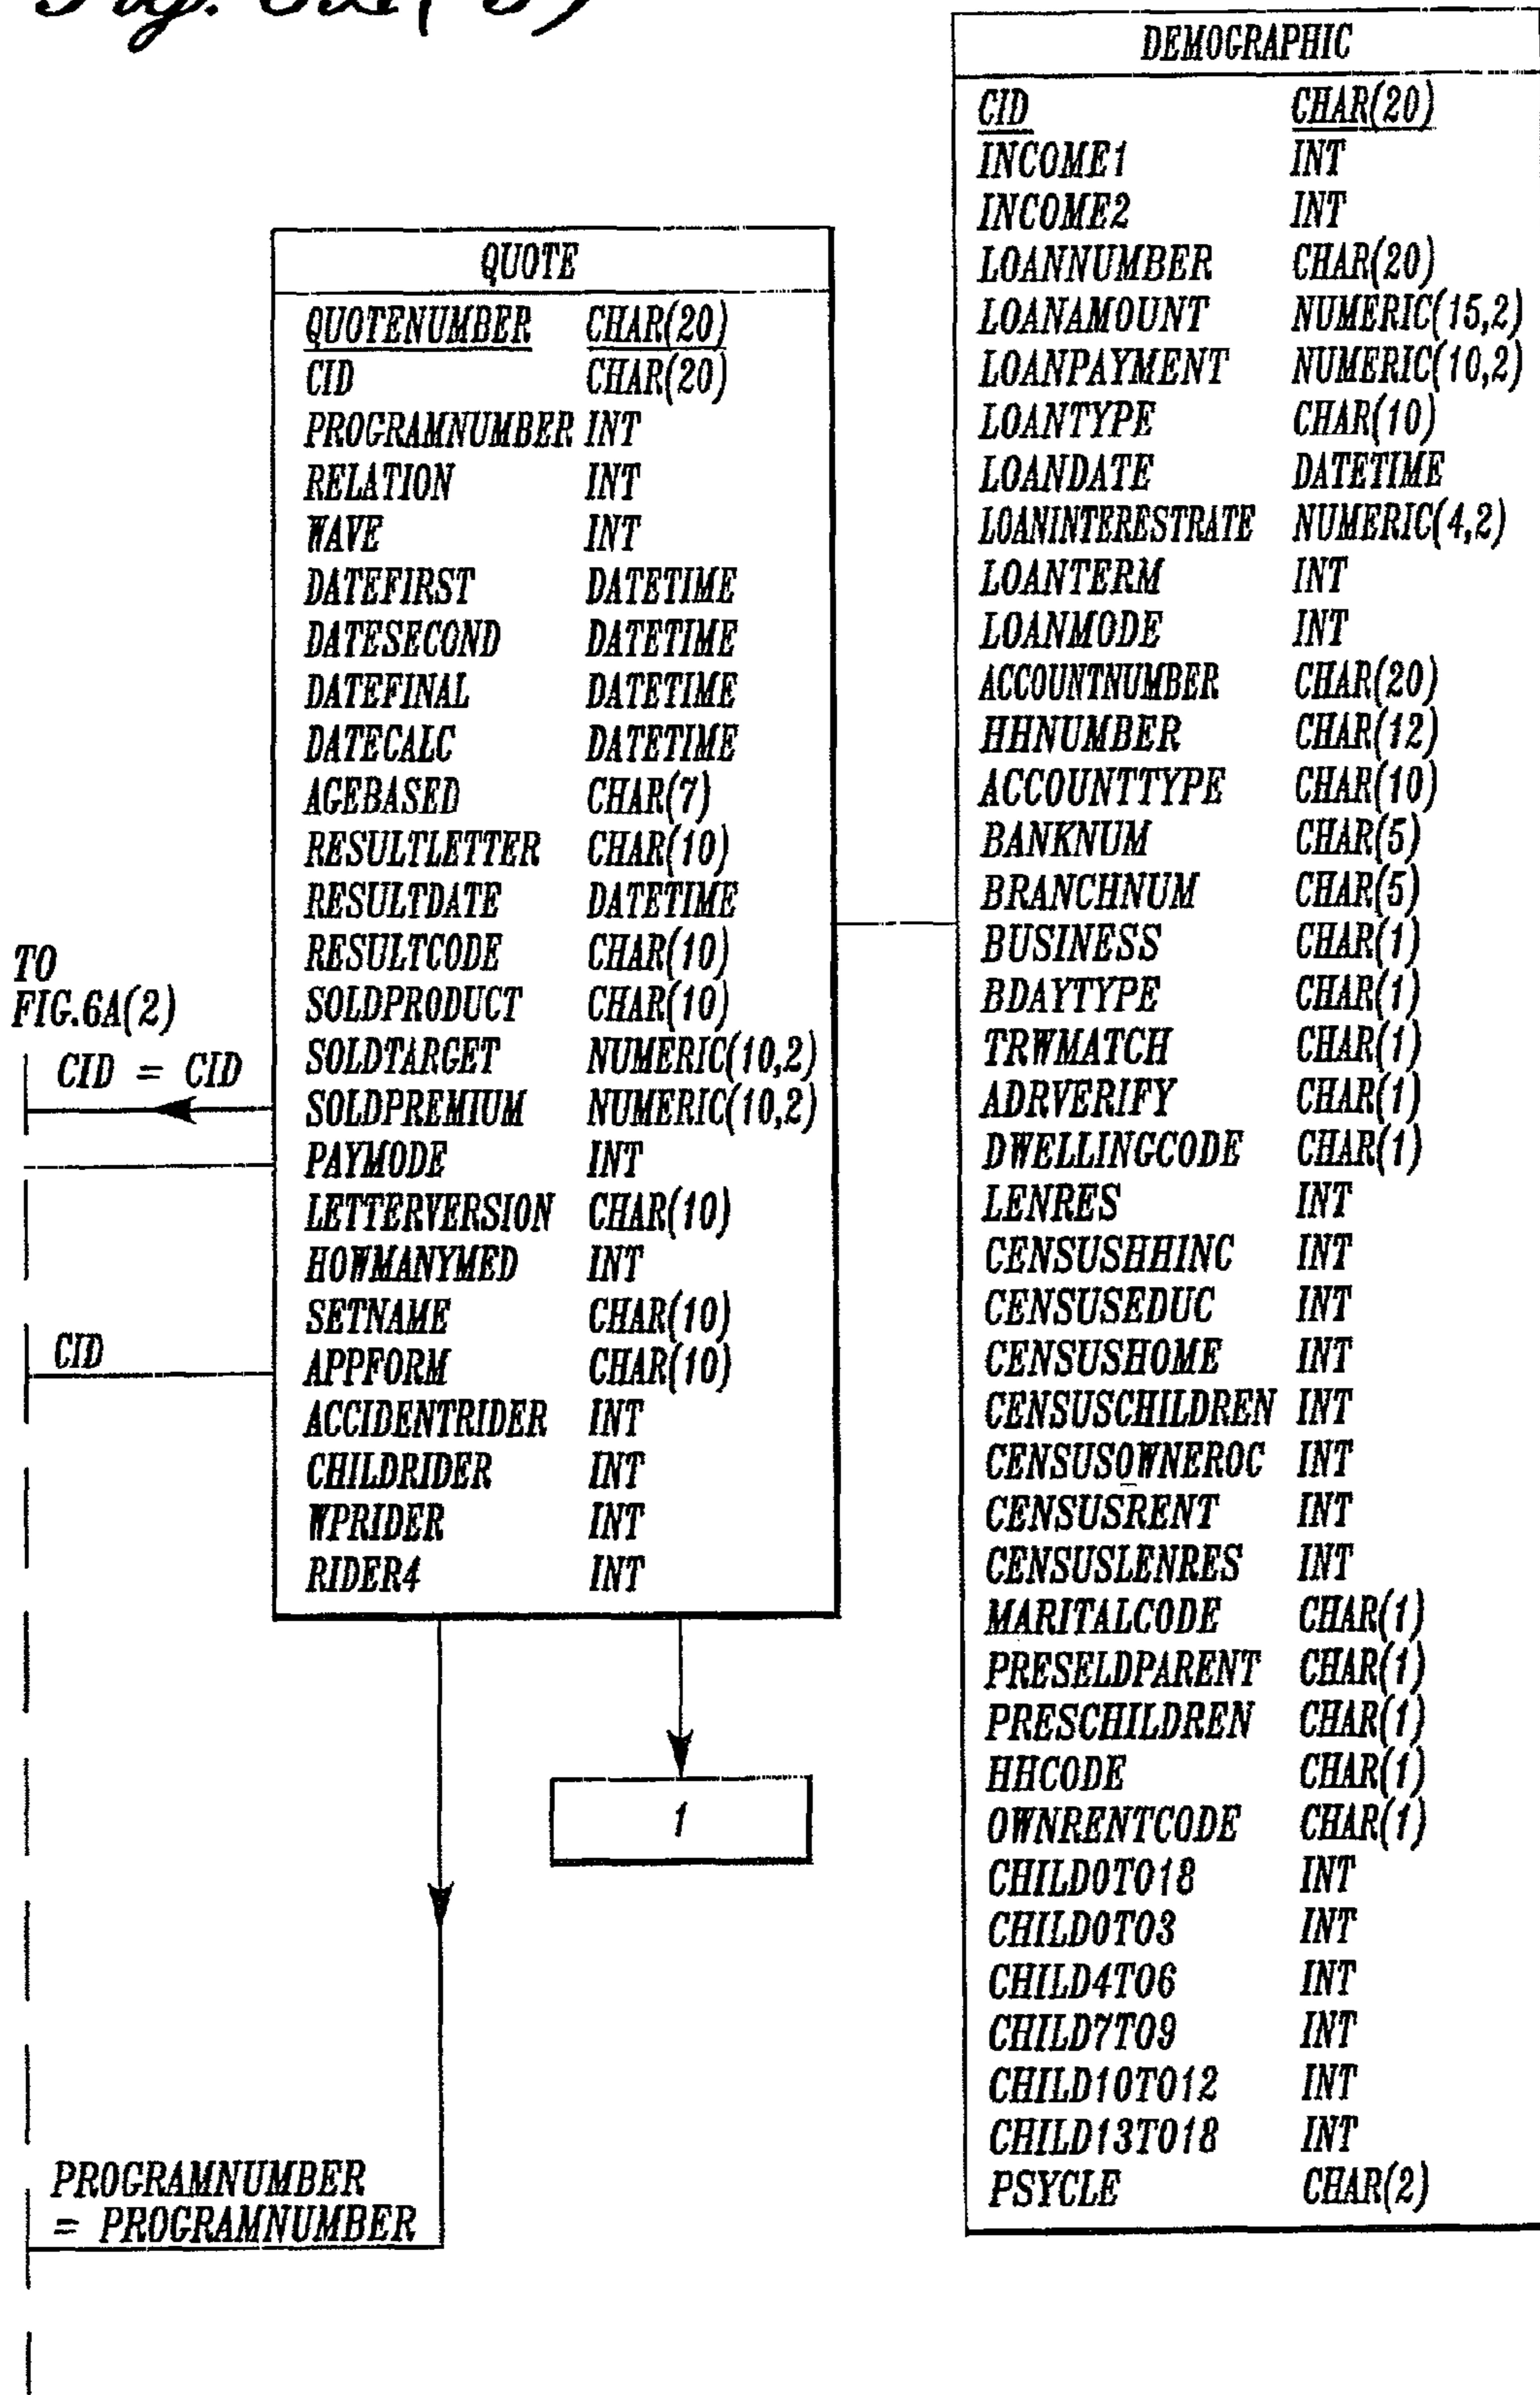 DEMOGRAPHIC
CID CHAR(20)
INCOME1 INT
INCOME2 INT
LOANNUMBER CHAR(20)
LOANAMOUNT NUMERIC(15,2)
LOANPAYMENT NUMERIC(10,2)
LOANTYPE CHAR(10)
LOANDATE DATETIME
LOANINTERESTRATE NUMERIC(4,2)
LOANTERM INT
LOANMODE INT
ACCOUNTNUMBER CHAR(20)
HHNUMBER CHAR(12)
ACCOUNTTYPE CHAR(10)
BANKNUM CHAR(5)
BRANCHNUM CHAR(5)
BUSINESS CHAR(1)
BDAYTYPE CHAR(1)
TRWMATCH CHAR(1)
ADRVERIFY CHAR(1)
DWELLINGCODE CHAR(1)
LENRES INT
CENSUSHHINC INT
CENSUSEDUC INT
CENSUSHOME INT
CENSUSCHILDREN INT
CENSUSOWNEROC INT
CENSUSRENT INT
CENSUSLENRES INT
MARITALCODE CHAR(1)
PRESELDPARENT CHAR(1)
PRESCHILDREN CHAR(1)
HHCODE CHAR(1)
OWNRENTCODE CHAR(1)
CHILD0TO18 INT
CHILD0TO3 INT
CHILD4TO6 INT
CHILD7TO9 INT
CHILD10TO12 INT
CHILD13TO18 INT
PSYCLE CHAR(2)
QUOTE
QUOTENUMBER CHAR(20)
CID CHAR(20)
PROGRAMNUMBER INT
RELATION INT
WAVE INT
DATEFIRST DATETIME
DATESECOND DATETIME
DATEFINAL DATETIME
DATECALC DATETIME
AGEBASED CHAR(7)
RESULTLETTER CHAR(10)
RESULTDATE DATETIME
RESULTCODE CHAR(10)
SOLDPRODUCT CHAR(10)
SOLDTARGET NUMERIC(10,2)
SOLDPREMIUM NUMERIC(10,2)
PAYMODE INT
LETTERVERSION CHAR(10)
HOWMANYMED INT
SETNAME CHAR(10)
APPFORM CHAR(10)
ACCIDENTRIDER INT
CHILDRIDER INT
WPRIDER INT
RIDER4 INT
TO
FIG.6A(2)
CID = CID
CID
1
PROGRAMNUMBER
= PROGRAMNUMBER